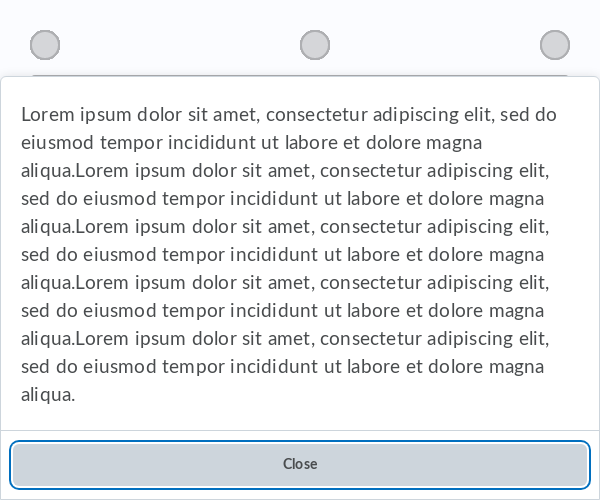 Lorem ipsum dolor sit amet, consectetur adipiscing elit, sed do
eiusmod tempor incididunt ut labore et dolore magna
aliqua.Lorem ipsum dolor sit amet, consectetur adipiscing elit,
sed do eiusmod tempor incididunt ut labore et dolore magna
aliqua.Lorem ipsum dolor sit amet, consectetur adipiscing elit,
sed do eiusmod tempor incididunt ut labore et dolore magna
aliqua.Lorem ipsum dolor sit amet, consectetur adipiscing elit,
sed do eiusmod tempor incididunt ut labore et dolore magna
aliqua.Lorem ipsum dolor sit amet, consectetur adipiscing elit,
sed do eiusmod tempor incididunt ut labore et dolore magna
aliqua.
Close